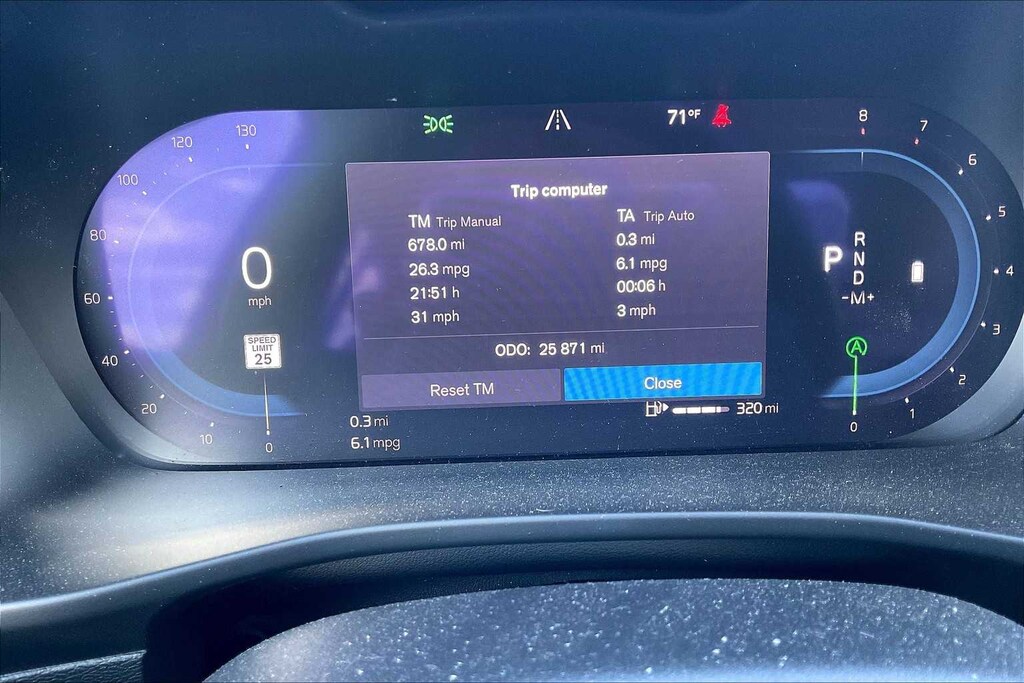 71°F
130
120
100
80
60
40
20
10
0
0
mph
SPEED
LIMIT
25
Trip computer
TM Trip Manual
678.0 mi
26.3 mpg
21:51 h
31 mph
TA Trip Auto
0.3 mi
6.1 mpg
00:06 h
3 mph
ODO: 25 871 mi
Reset TM
Close
0.3 mi
6.1 mpg
320 mi
8
7
6
5
4
3
2
1
0
P
R
N
D
-M+
A